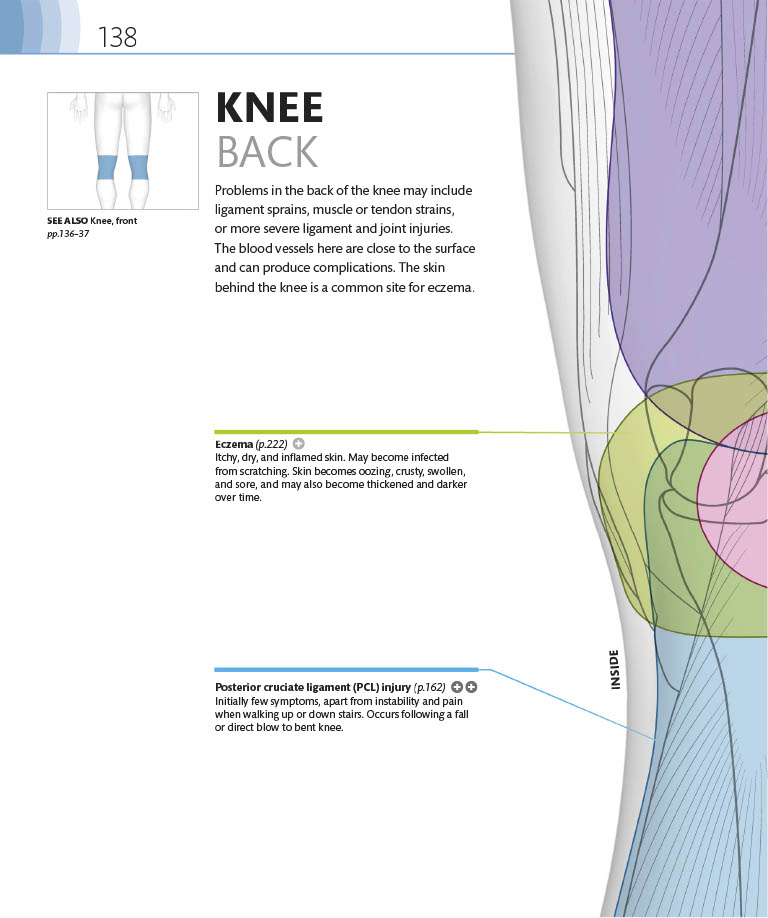 138
KNEE
BACK
Problems in the back of the knee may include
ligament sprains, muscle or tendon strains,
or more severe ligament and joint injuries.
The blood vessels here are close to the surface
and can produce complications. The skin
behind the knee is a common site for eczema.
SEE ALSO Knee, front
pp.136–37
Eczema (p.222)
Itchy, dry, and inflamed skin. May become infected
from scratching. Skin becomes oozing, crusty, swollen,
and sore, and may also become thickened and darker
over time.
INSIDE
Posterior cruciate ligament (PCL) injury (p.162)
Initially few symptoms, apart from instability and pain
when walking up or down stairs. Occurs following a fall
or direct blow to bent knee.